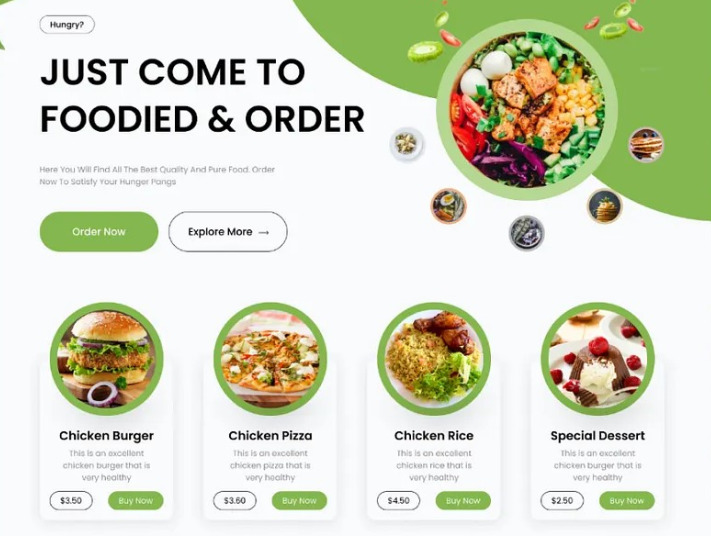 Hungry?
JUST COME TO
FOODIED & ORDER
Here You Will Find All The Best Quality And Pure Food. Order
Now To Satisfy Your Hunger Pangs
Order Now
Explore More →
Chicken Burger
This is an excellent
chicken burger that is
very healthy
$3.50
Buy Now
Chicken Pizza
This is an excellent
chicken pizza that is
very healthy
$3.60
Buy Now
Chicken Rice
This is an excellent
chicken rice that is
very healthy
$4.50
Buy Now
Special Dessert
This is an excellent
chicken burger that is
very healthy
$2.50
Buy Now